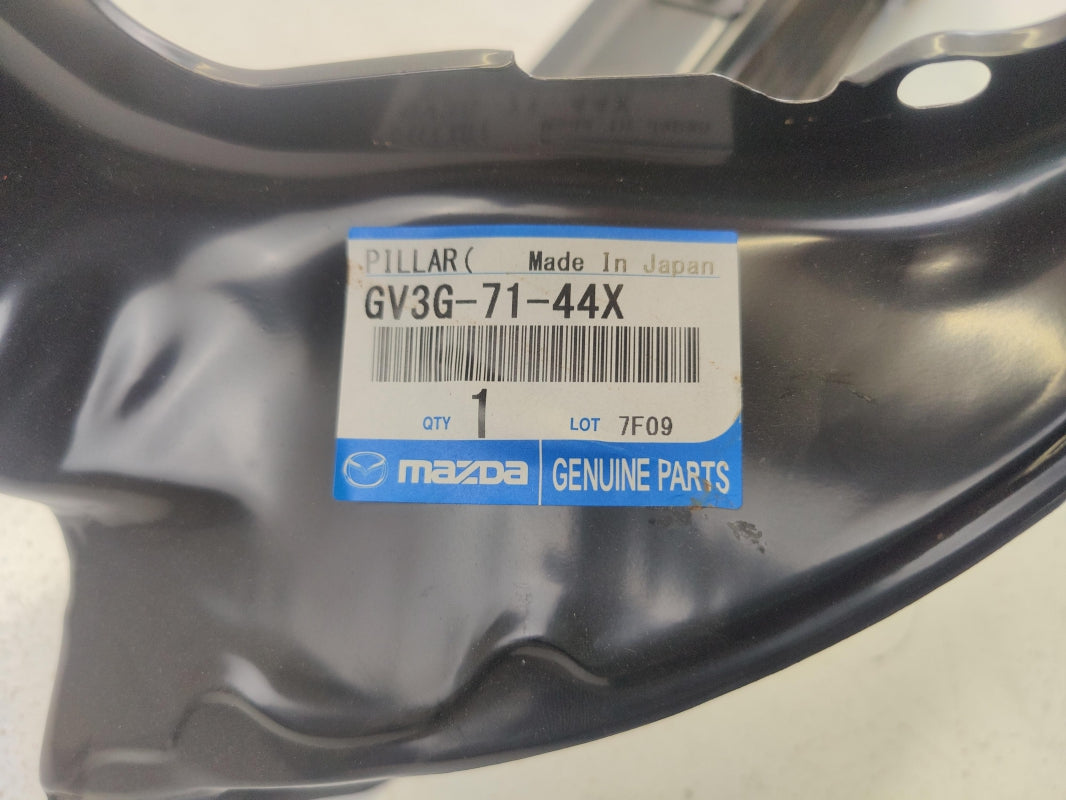 PILLAR( Made In Japan
GV3G-71-44X
QTY 1 LOT 7F09
mazda GENUINE PARTS